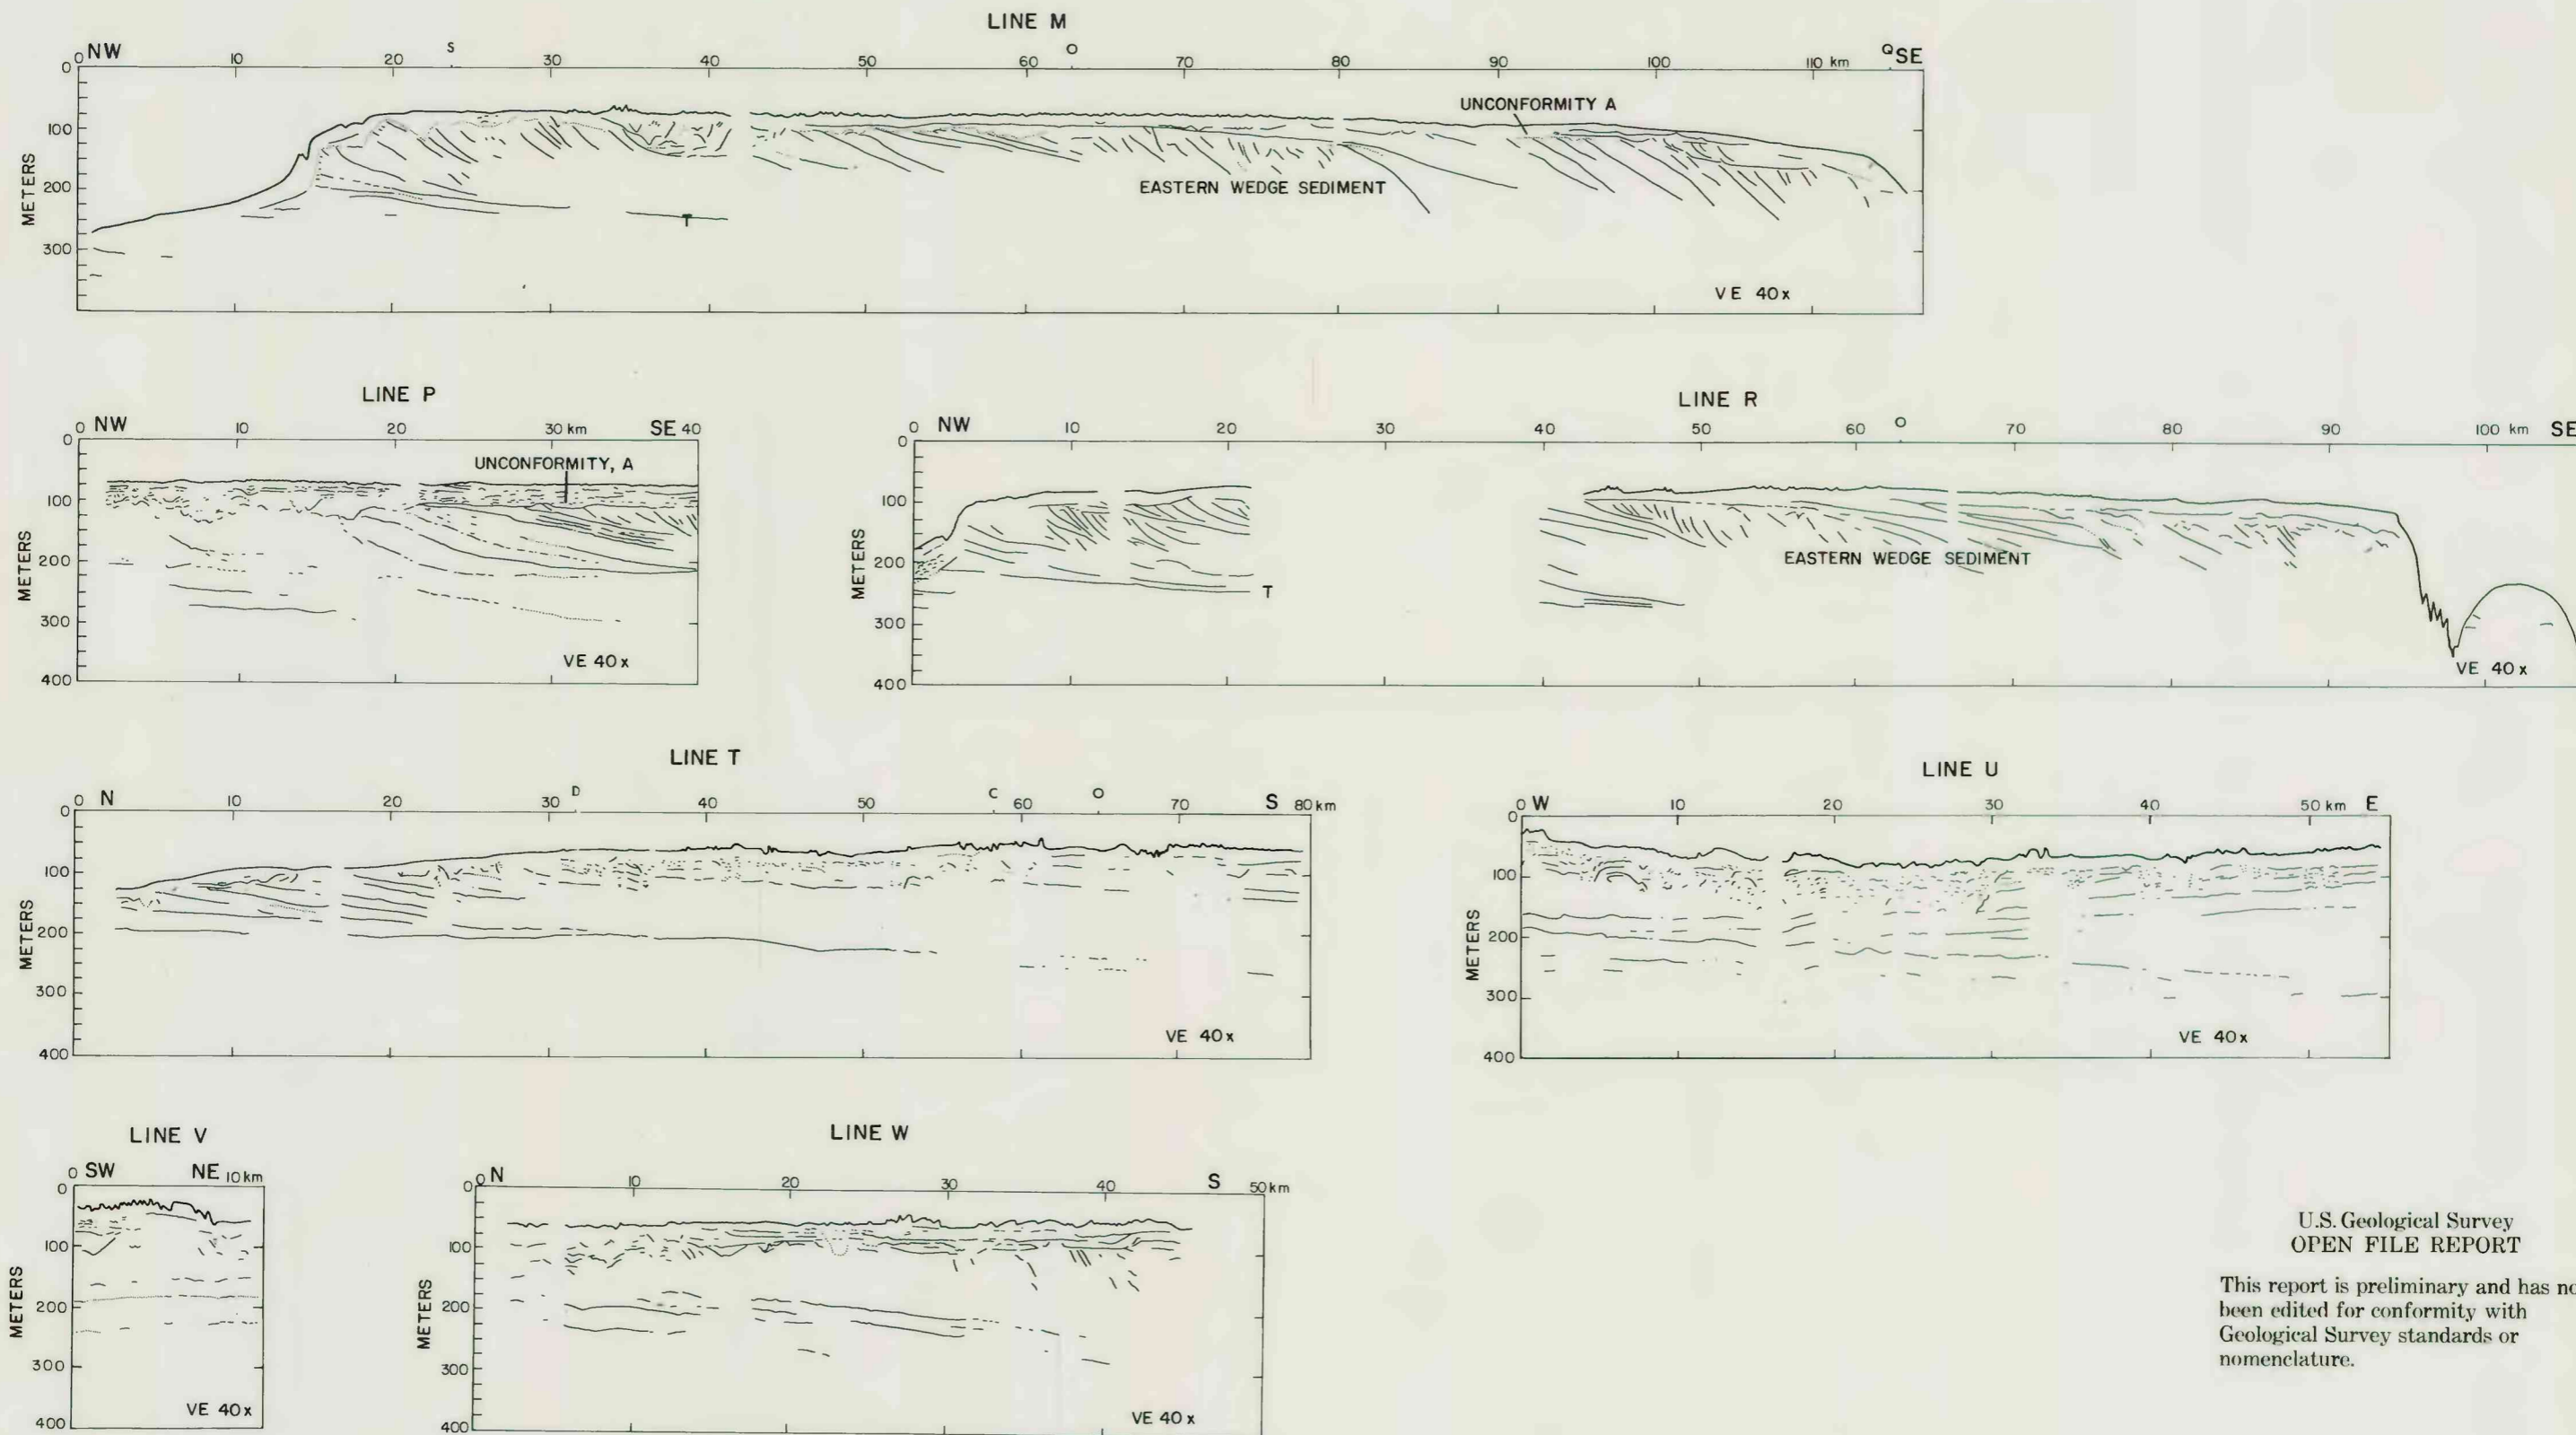 LINE M
0 NW 10 20 S 30 40 50 60 O 70 80 90 100 110 km Q SE
0
100
200
300
METERS
UNCONFORMITY A
EASTERN WEDGE SEDIMENT
T
VE 40x
LINE P
0 NW 10 20 30 km SE 40
0
100
200
300
400
METERS
UNCONFORMITY, A
VE 40x
LINE R
0 NW 10 20 30 40 50 60 O 70 80 90 100 km SE
0
100
200
300
400
METERS
EASTERN WEDGE SEDIMENT
T
VE 40x
LINE T
0 N 10 20 30 D 40 50 C 60 O 70 S 80 km
0
100
200
300
400
METERS
VE 40x
LINE U
0 W 10 20 30 40 50 km E
0
100
200
300
400
METERS
VE 40x
LINE V
0 SW NE 10 km
0
100
200
300
400
METERS
VE 40x
LINE W
0 N 10 20 30 40 S 50 km
0
100
200
300
400
METERS
VE 40x
U.S. Geological Survey
OPEN FILE REPORT
This report is preliminary and has no
been edited for conformity with
Geological Survey standards or
nomenclature.